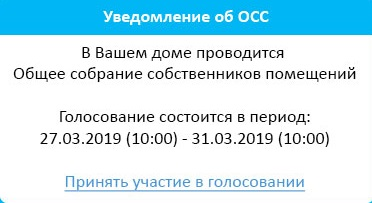 Уведомление об ОСС
В Вашем доме проводится
Общее собрание собственников помещений
Голосование состоится в период:
27.03.2019 (10:00) - 31.03.2019 (10:00)
Принять участие в голосовании